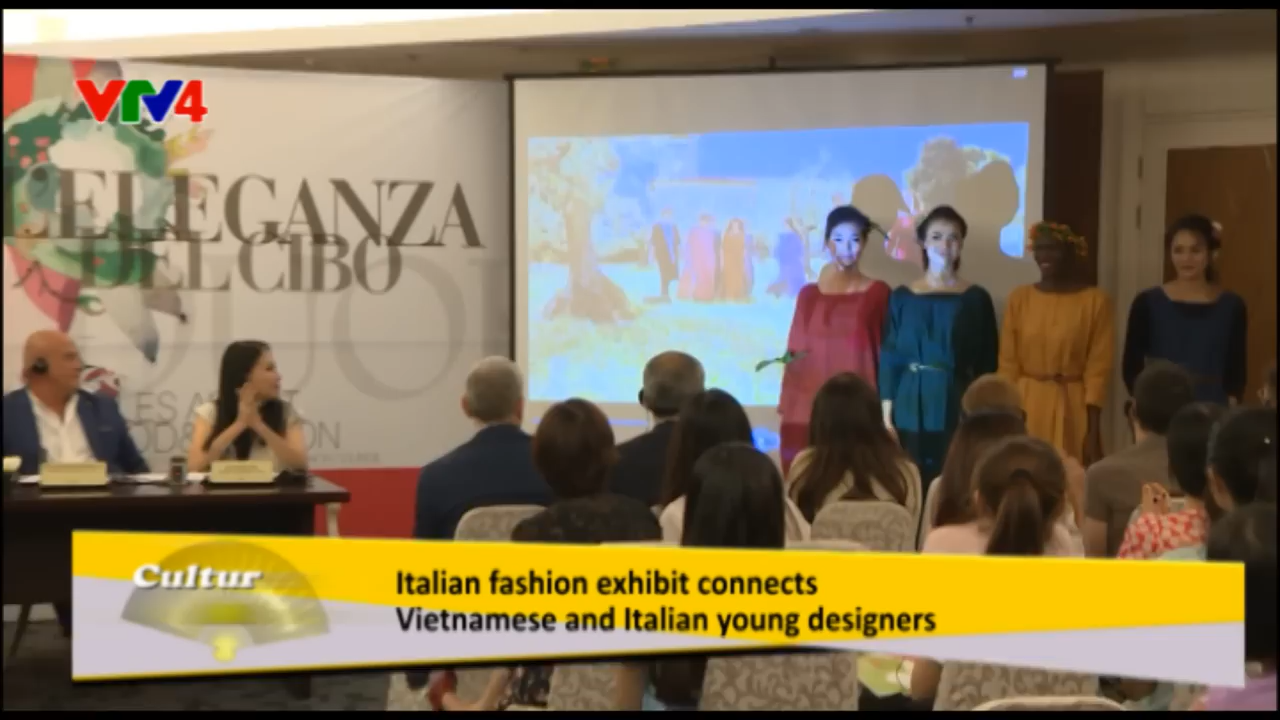 VTV4
L'ELEGANZA
DEL CIBO
Cultur
Italian fashion exhibit connects
Vietnamese and Italian young designers